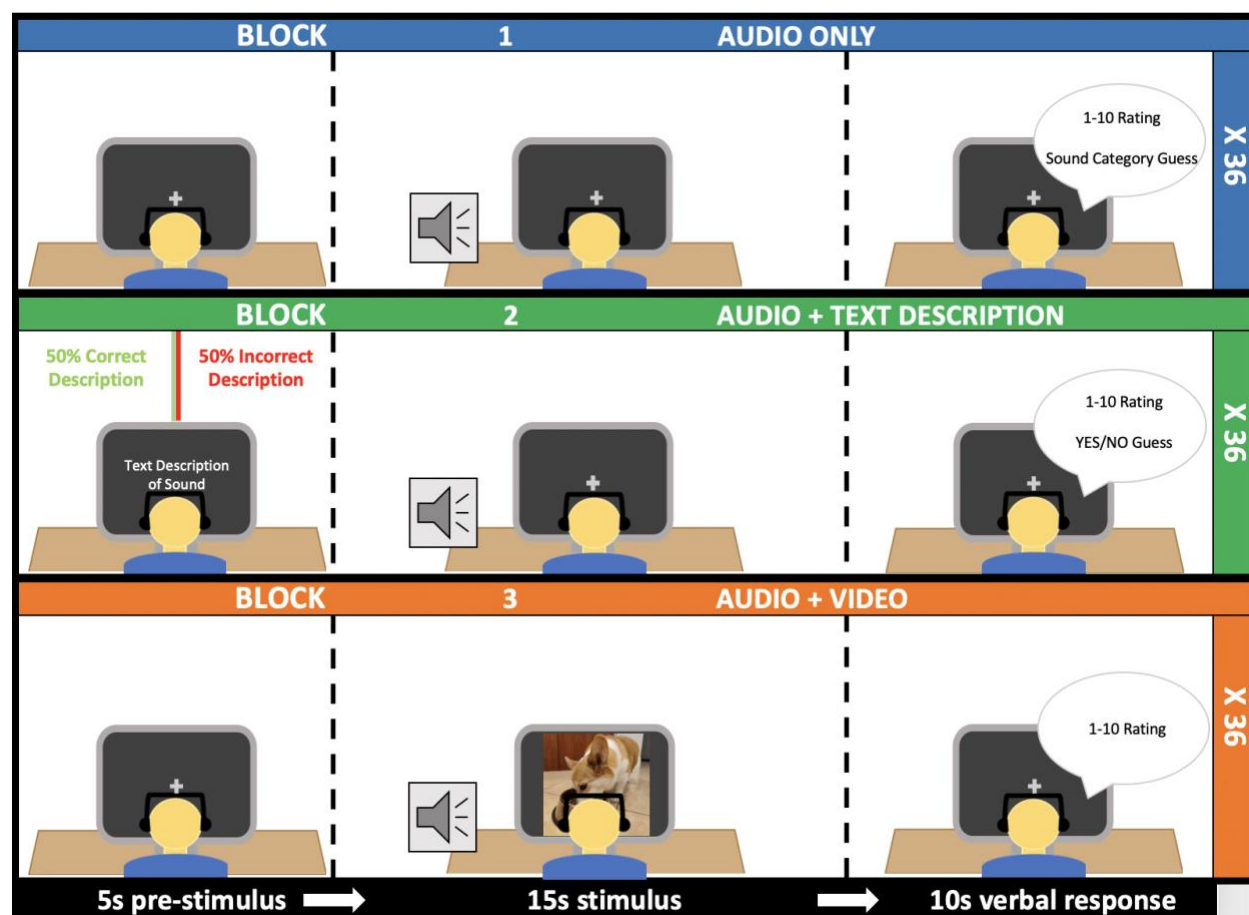 BLOCK 1 AUDIO ONLY
1-10 Rating
Sound Category Guess
X 36
BLOCK 2 AUDIO + TEXT DESCRIPTION
50% Correct
Description
50% Incorrect
Description
Text Description
of Sound
1-10 Rating
YES/NO Guess
X 36
BLOCK 3 AUDIO + VIDEO
1-10 Rating
X 36
5s pre-stimulus 15s stimulus 10s verbal response